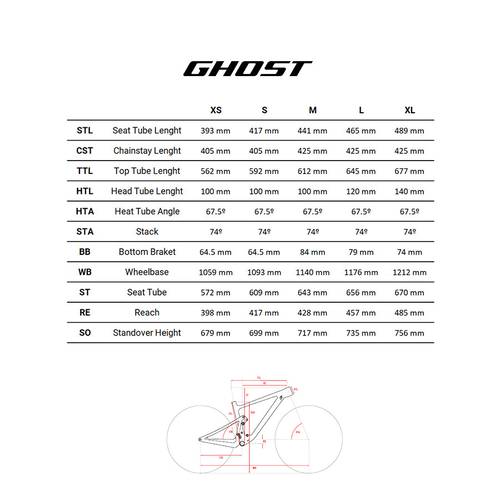 GHOST
XS S M L XL
STL Seat Tube Lenght 393 mm 417 mm 441 mm 465 mm 489 mm
CST Chainstay Lenght 405 mm 405 mm 425 mm 425 mm 425 mm
TTL Top Tube Lenght 562 mm 592 mm 612 mm 645 mm 677 mm
HTL Head Tube Lenght 100 mm 100 mm 100 mm 120 mm 140 mm
HTA Heat Tube Angle 67.5º 67.5º 67.5º 67.5º 67.5º
STA Stack 74º 74º 74º 74º 74º
BB Bottom Braket 64.5 mm 64.5 mm 84 mm 79 mm 74 mm
WB Wheelbase 1059 mm 1093 mm 1140 mm 1176 mm 1212 mm
ST Seat Tube 572 mm 609 mm 643 mm 656 mm 670 mm
RE Reach 398 mm 417 mm 428 mm 457 mm 485 mm
SO Standover Height 679 mm 699 mm 717 mm 735 mm 756 mm